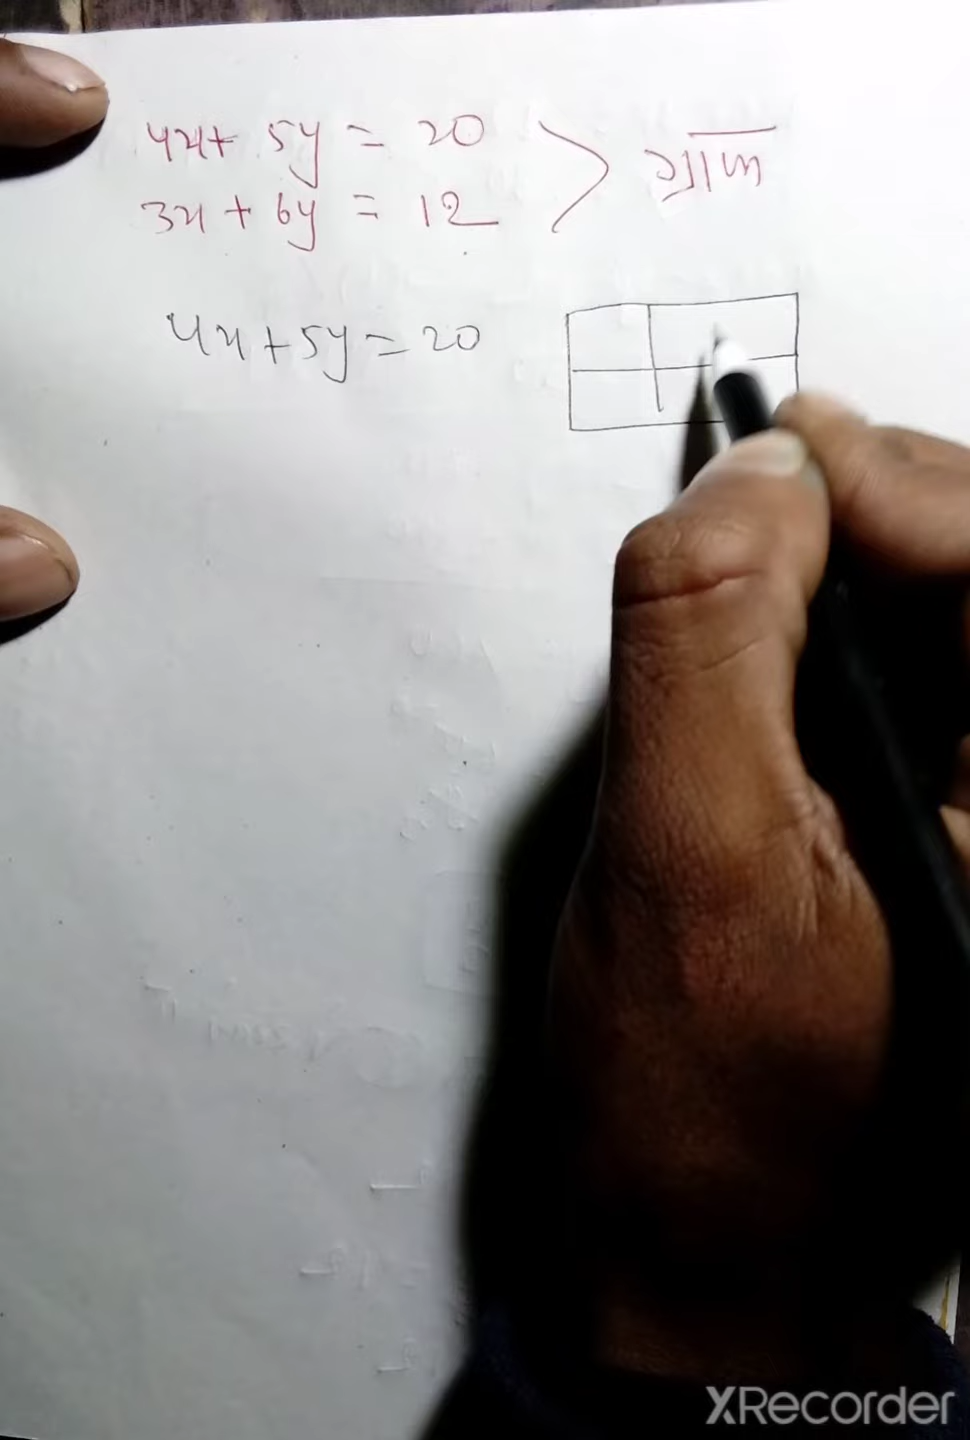 4x + 5y = 20
3x + 6y = 12
4x + 5y = 20
XRecorder